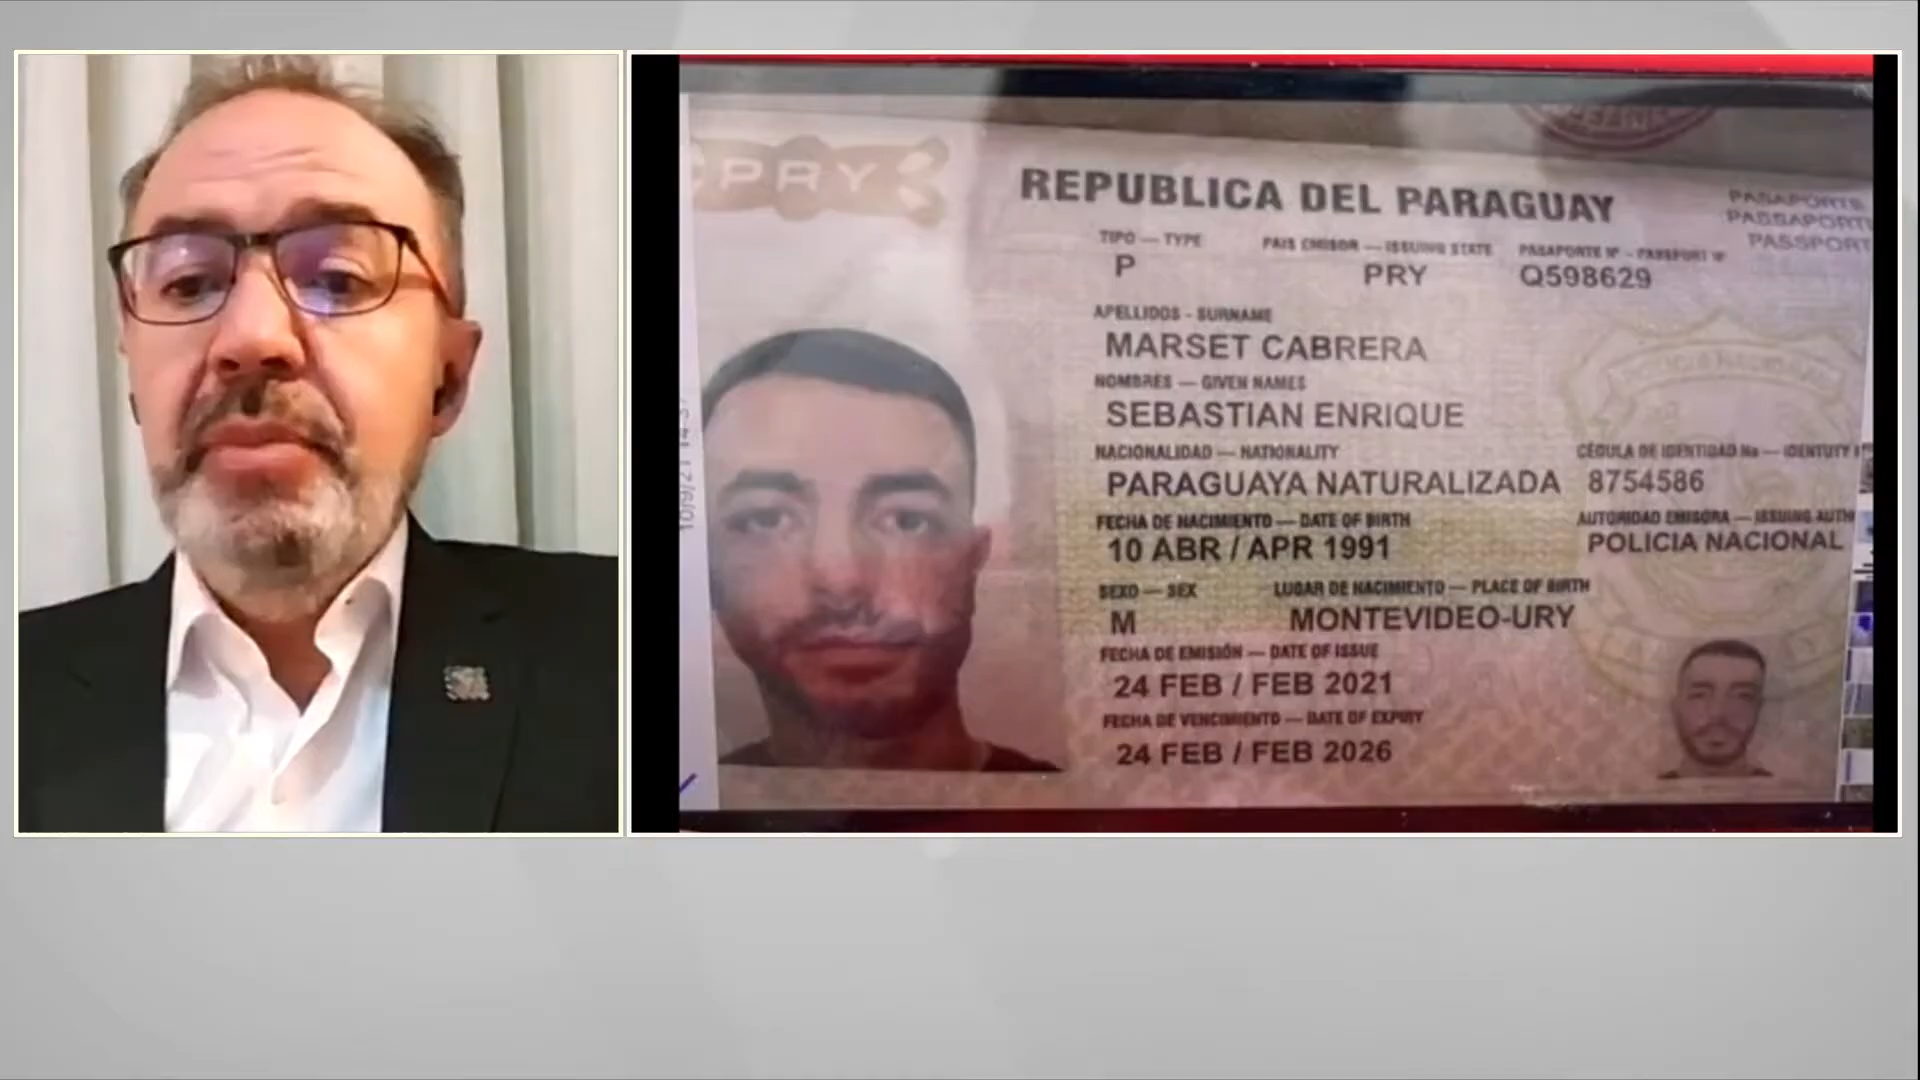 PRY
REPUBLICA DEL PARAGUAY
PASAPORTE
PASSAPORT
PASSPORT
TIPO — TYPE
PAIS EMISOR — ISSUING STATE
PASAPORTE Nº - PASSPORT Nº
P
PRY
Q598629
APELLIDOS - SURNAME
MARSET CABRERA
NOMBRES — GIVEN NAMES
SEBASTIAN ENRIQUE
NACIONALIDAD — NATIONALITY
CÉDULA DE IDENTIDAD No — IDENTUTY
PARAGUAYA NATURALIZADA
8754586
FECHA DE NACIMIENTO — DATE OF BIRTH
AUTORIDAD EMISORA — ISSUING AUTH
10 ABR / APR 1991
POLICIA NACIONAL
SEXO — SEX
LUGAR DE NACIMIENTO — PLACE OF BIRTH
M
MONTEVIDEO-URY
FECHA DE EMISIÓN — DATE OF ISSUE
24 FEB / FEB 2021
FECHA DE VENCIMIENTO — DATE OF EXPIRY
24 FEB / FEB 2026